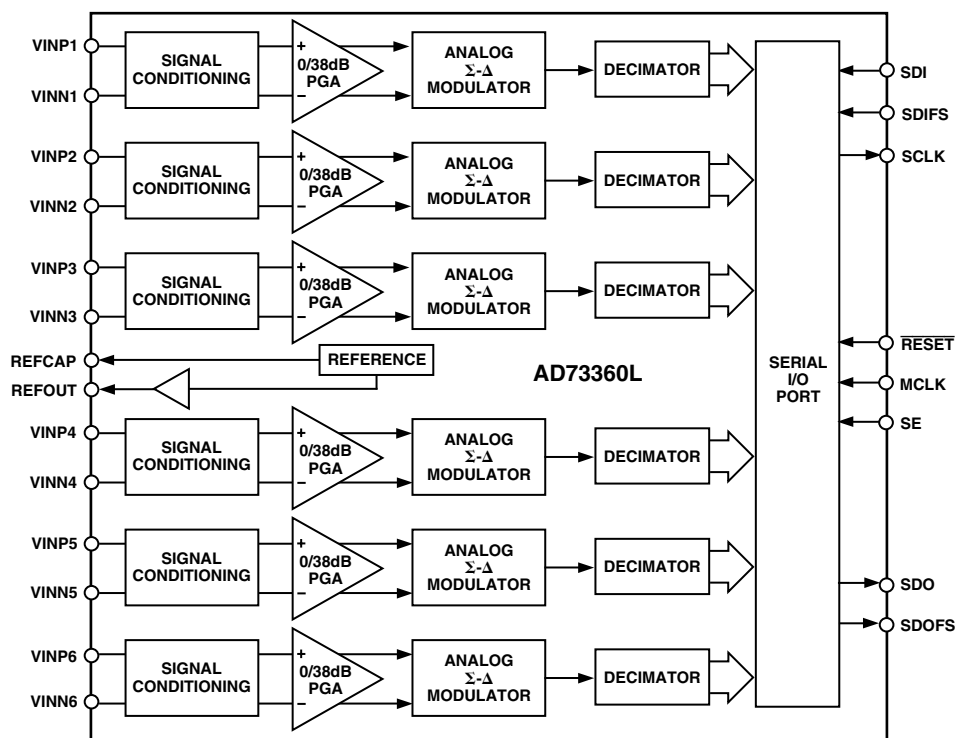 VINP1
SIGNAL
CONDITIONING
VINN1
+
0/38dB
PGA
−
ANALOG
Σ-Δ
MODULATOR
DECIMATOR
VINP2
SIGNAL
CONDITIONING
VINN2
+
0/38dB
PGA
−
ANALOG
Σ-Δ
MODULATOR
DECIMATOR
VINP3
SIGNAL
CONDITIONING
VINN3
+
0/38dB
PGA
−
ANALOG
Σ-Δ
MODULATOR
DECIMATOR
REFCAP
REFERENCE
REFOUT
AD73360L
VINP4
SIGNAL
CONDITIONING
VINN4
+
0/38dB
PGA
−
ANALOG
Σ-Δ
MODULATOR
DECIMATOR
VINP5
SIGNAL
CONDITIONING
VINN5
+
0/38dB
PGA
−
ANALOG
Σ-Δ
MODULATOR
DECIMATOR
VINP6
SIGNAL
CONDITIONING
VINN6
+
0/38dB
PGA
−
ANALOG
Σ-Δ
MODULATOR
DECIMATOR
SERIAL
I/O
PORT
SDI
SDIFS
SCLK
RESET
MCLK
SE
SDO
SDOFS